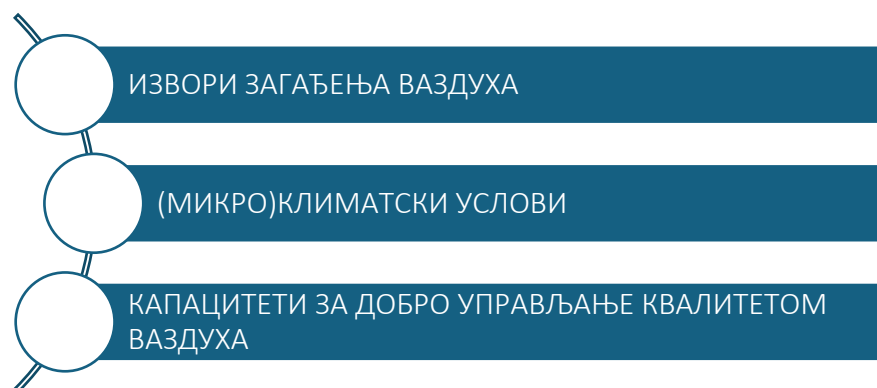 ИЗВОРИ ЗАГАЂЕЊА ВАЗДУХА
(МИКРО)КЛИМАТСКИ УСЛОВИ
КАПАЦИТЕТИ ЗА ДОБРО УПРАВЉАЊЕ КВАЛИТЕТОМ
ВАЗДУХА